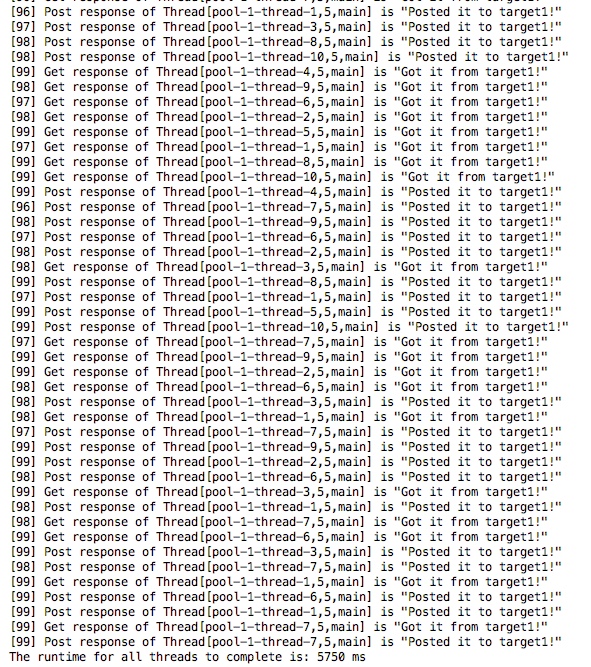 [96] Post response of Thread[pool-1-thread-1,5,main] is "Posted it to target1!"
[97] Post response of Thread[pool-1-thread-3,5,main] is "Posted it to target1!"
[98] Post response of Thread[pool-1-thread-8,5,main] is "Posted it to target1!"
[98] Post response of Thread[pool-1-thread-10,5,main] is "Posted it to target1!"
[99] Get response of Thread[pool-1-thread-4,5,main] is "Got it from target1!"
[98] Get response of Thread[pool-1-thread-9,5,main] is "Got it from target1!"
[97] Get response of Thread[pool-1-thread-6,5,main] is "Got it from target1!"
[98] Get response of Thread[pool-1-thread-2,5,main] is "Got it from target1!"
[99] Get response of Thread[pool-1-thread-5,5,main] is "Got it from target1!"
[97] Get response of Thread[pool-1-thread-1,5,main] is "Got it from target1!"
[99] Get response of Thread[pool-1-thread-8,5,main] is "Got it from target1!"
[99] Get response of Thread[pool-1-thread-10,5,main] is "Got it from target1!"
[99] Post response of Thread[pool-1-thread-4,5,main] is "Posted it to target1!"
[96] Post response of Thread[pool-1-thread-7,5,main] is "Posted it to target1!"
[98] Post response of Thread[pool-1-thread-9,5,main] is "Posted it to target1!"
[97] Post response of Thread[pool-1-thread-6,5,main] is "Posted it to target1!"
[98] Post response of Thread[pool-1-thread-2,5,main] is "Posted it to target1!"
[98] Get response of Thread[pool-1-thread-3,5,main] is "Got it from target1!"
[99] Post response of Thread[pool-1-thread-8,5,main] is "Posted it to target1!"
[97] Post response of Thread[pool-1-thread-1,5,main] is "Posted it to target1!"
[99] Post response of Thread[pool-1-thread-5,5,main] is "Posted it to target1!"
[99] Post response of Thread[pool-1-thread-10,5,main] is "Posted it to target1!"
[97] Get response of Thread[pool-1-thread-7,5,main] is "Got it from target1!"
[99] Get response of Thread[pool-1-thread-9,5,main] is "Got it from target1!"
[99] Get response of Thread[pool-1-thread-2,5,main] is "Got it from target1!"
[98] Get response of Thread[pool-1-thread-6,5,main] is "Got it from target1!"
[98] Post response of Thread[pool-1-thread-3,5,main] is "Posted it to target1!"
[98] Get response of Thread[pool-1-thread-1,5,main] is "Got it from target1!"
[97] Post response of Thread[pool-1-thread-7,5,main] is "Posted it to target1!"
[99] Post response of Thread[pool-1-thread-9,5,main] is "Posted it to target1!"
[99] Post response of Thread[pool-1-thread-2,5,main] is "Posted it to target1!"
[98] Post response of Thread[pool-1-thread-6,5,main] is "Posted it to target1!"
[99] Get response of Thread[pool-1-thread-3,5,main] is "Got it from target1!"
[98] Post response of Thread[pool-1-thread-1,5,main] is "Posted it to target1!"
[98] Get response of Thread[pool-1-thread-7,5,main] is "Got it from target1!"
[99] Get response of Thread[pool-1-thread-6,5,main] is "Got it from target1!"
[99] Post response of Thread[pool-1-thread-3,5,main] is "Posted it to target1!"
[98] Post response of Thread[pool-1-thread-7,5,main] is "Posted it to target1!"
[99] Get response of Thread[pool-1-thread-1,5,main] is "Got it from target1!"
[99] Post response of Thread[pool-1-thread-6,5,main] is "Posted it to target1!"
[99] Post response of Thread[pool-1-thread-1,5,main] is "Posted it to target1!"
[99] Get response of Thread[pool-1-thread-7,5,main] is "Got it from target1!"
[99] Post response of Thread[pool-1-thread-7,5,main] is "Posted it to target1!"
The runtime for all threads to complete is: 5750 ms